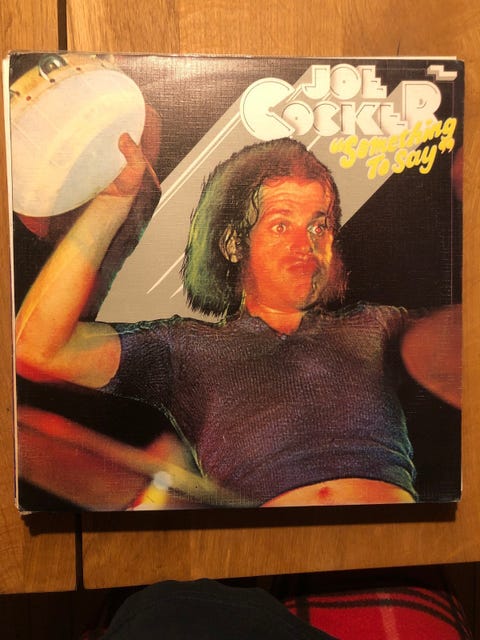 JOE
COCKER
"Something
To Say"